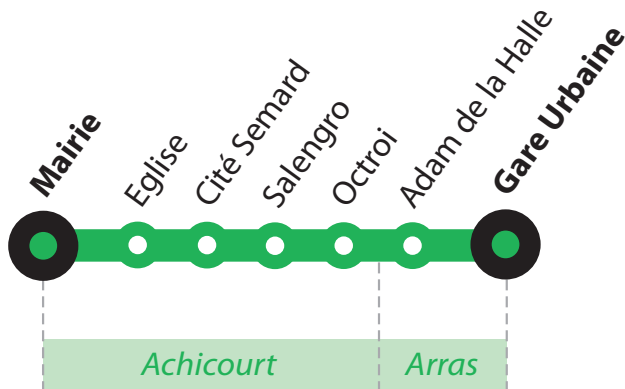 Mairie
Eglise
Cité Semard
Salengro
Octroi
Adam de la Halle
Gare Urbaine
Achicourt
Arras